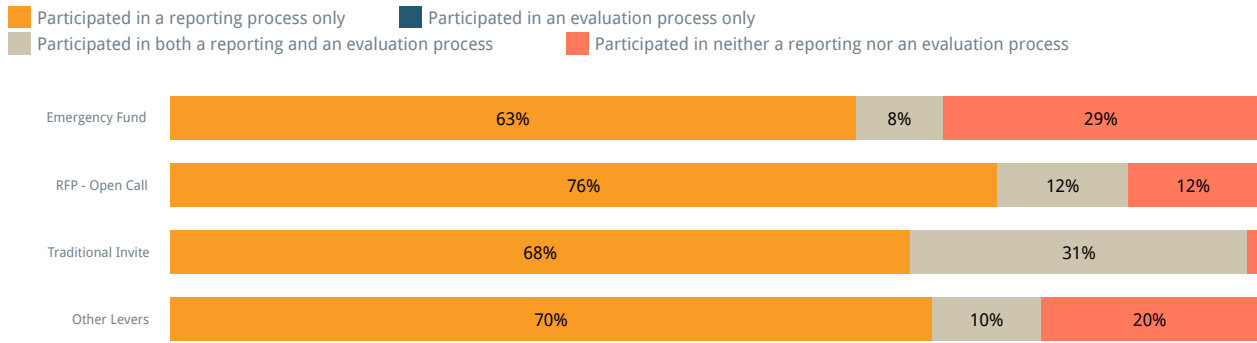 Participated in a reporting process only Participated in an evaluation process only
Participated in both a reporting and an evaluation process Participated in neither a reporting nor an evaluation process
Emergency Fund 63% 8% 29%
RFP - Open Call 76% 12% 12%
Traditional Invite 68% 31%
Other Levers 70% 10% 20%